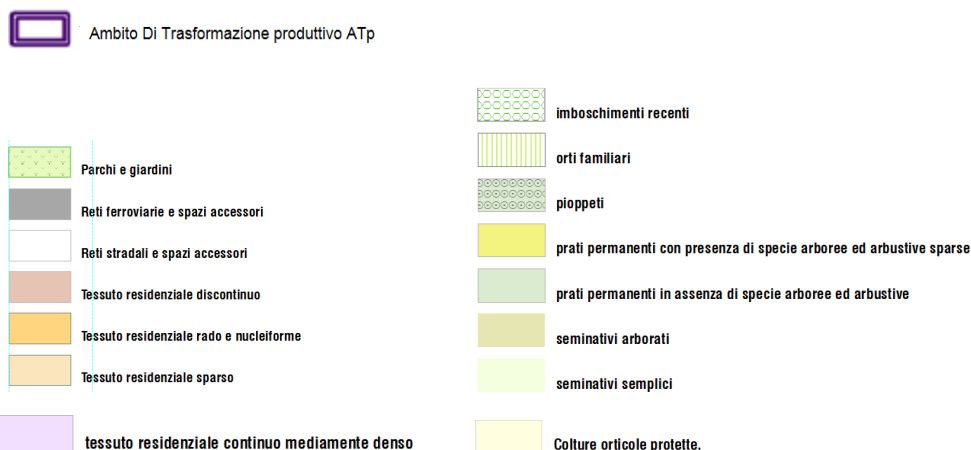 Ambito Di Trasformazione produttivo ATp
Parchi e giardini
Reti ferroviarie e spazi accessori
Reti stradali e spazi accessori
Tessuto residenziale discontinuo
Tessuto residenziale rado e nucleiforme
Tessuto residenziale sparso
tessuto residenziale continuo mediamente denso
imboschimenti recenti
orti familiari
pioppeti
prati permanenti con presenza di specie arboree ed arbustive sparse
prati permanenti in assenza di specie arboree ed arbustive
seminativi arborati
seminativi semplici
Colture orticole protette.